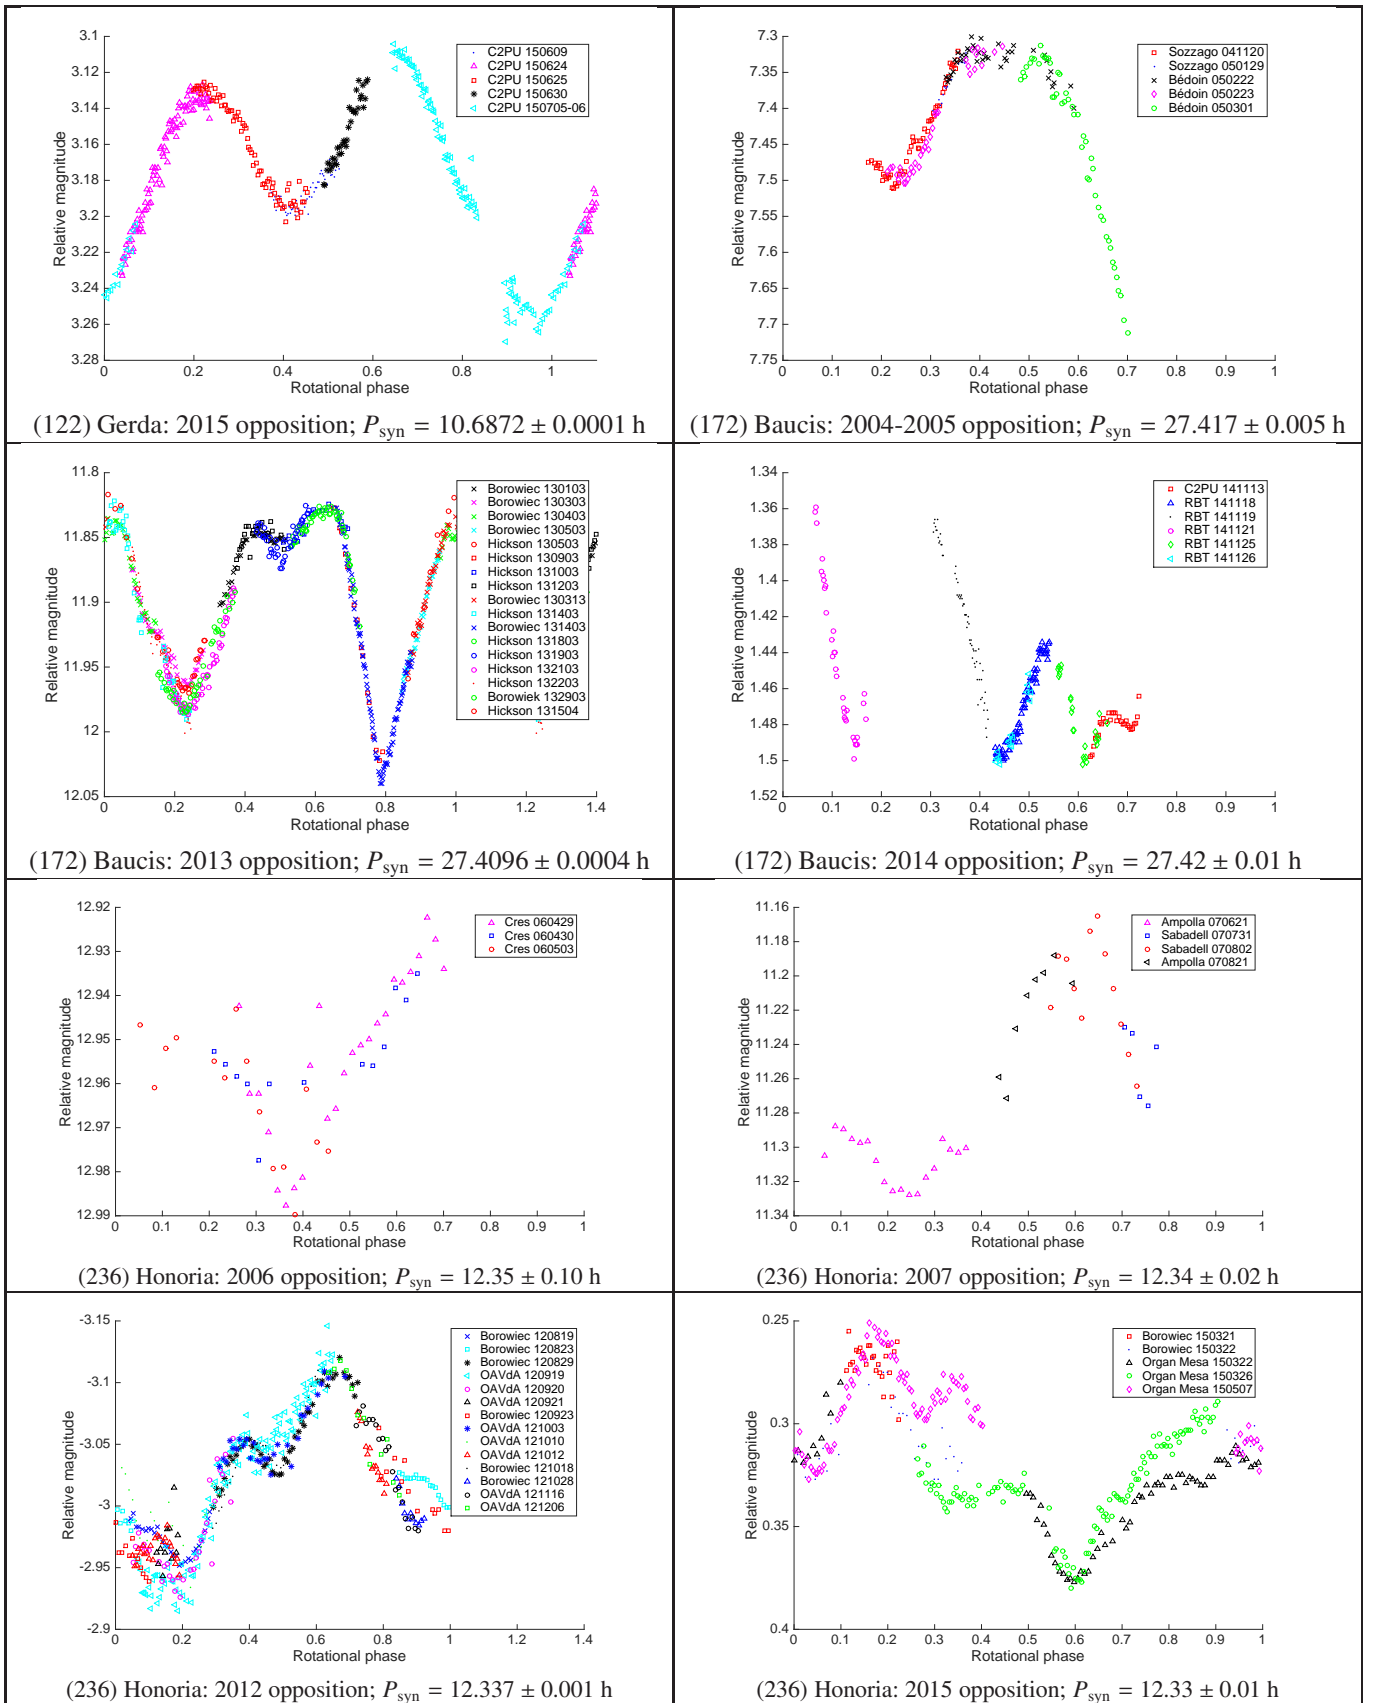 3.1
3.12
3.14
3.16
3.18
3.2
3.22
3.24
3.26
3.28
Relative magnitude
0
0.2
0.4
0.6
0.8
1
Rotational phase
C2PU 150609
C2PU 150624
C2PU 150625
C2PU 150630
C2PU 150705-06
(122) Gerda: 2015 opposition; P_syn = 10.6872 ± 0.0001 h
7.3
7.35
7.4
7.45
7.5
7.55
7.6
7.65
7.7
7.75
Relative magnitude
0
0.1
0.2
0.3
0.4
0.5
0.6
0.7
0.8
0.9
1
Rotational phase
Sozzago 041120
Sozzago 050129
Bédoin 050222
Bédoin 050223
Bédoin 050301
(172) Baucis: 2004-2005 opposition; P_syn = 27.417 ± 0.005 h
11.8
11.85
11.9
11.95
12
12.05
Relative magnitude
0
0.2
0.4
0.6
0.8
1
1.2
1.4
Rotational phase
Borowiec 130103
Borowiec 130303
Borowiec 130403
Borowiec 130503
Hickson 130503
Hickson 130903
Hickson 131003
Hickson 131203
Borowiec 130313
Hickson 131403
Borowiec 131403
Hickson 131803
Hickson 131903
Hickson 132103
Hickson 132203
Borowiek 132903
Hickson 131504
(172) Baucis: 2013 opposition; P_syn = 27.4096 ± 0.0004 h
1.34
1.36
1.38
1.4
1.42
1.44
1.46
1.48
1.5
1.52
Relative magnitude
0
0.1
0.2
0.3
0.4
0.5
0.6
0.7
0.8
0.9
1
Rotational phase
C2PU 141113
RBT 141118
RBT 141119
RBT 141121
RBT 141125
RBT 141126
(172) Baucis: 2014 opposition; P_syn = 27.42 ± 0.01 h
12.92
12.93
12.94
12.95
12.96
12.97
12.98
12.99
Relative magnitude
0
0.1
0.2
0.3
0.4
0.5
0.6
0.7
0.8
0.9
1
Rotational phase
Cres 060429
Cres 060430
Cres 060503
(236) Honoria: 2006 opposition; P_syn = 12.35 ± 0.10 h
11.16
11.18
11.2
11.22
11.24
11.26
11.28
11.3
11.32
11.34
Relative magnitude
0
0.1
0.2
0.3
0.4
0.5
0.6
0.7
0.8
0.9
1
Rotational phase
Ampolla 070621
Sabadell 070731
Sabadell 070802
Ampolla 070821
(236) Honoria: 2007 opposition; P_syn = 12.34 ± 0.02 h
-3.15
-3.1
-3.05
-3
-2.95
-2.9
Relative magnitude
0
0.2
0.4
0.6
0.8
1
1.2
1.4
Rotational phase
Borowiec 120819
Borowiec 120823
Borowiec 120829
OAVdA 120919
OAVdA 120920
OAVdA 120921
Borowiec 120923
OAVdA 121003
OAVdA 121010
OAVdA 121012
Borowiec 121018
Borowiec 121028
OAVdA 121116
OAVdA 121206
(236) Honoria: 2012 opposition; P_syn = 12.337 ± 0.001 h
0.25
0.3
0.35
0.4
Relative magnitude
0
0.1
0.2
0.3
0.4
0.5
0.6
0.7
0.8
0.9
1
Rotational phase
Borowiec 150321
Borowiec 150322
Organ Mesa 150322
Organ Mesa 150326
Organ Mesa 150507
(236) Honoria: 2015 opposition; P_syn = 12.33 ± 0.01 h